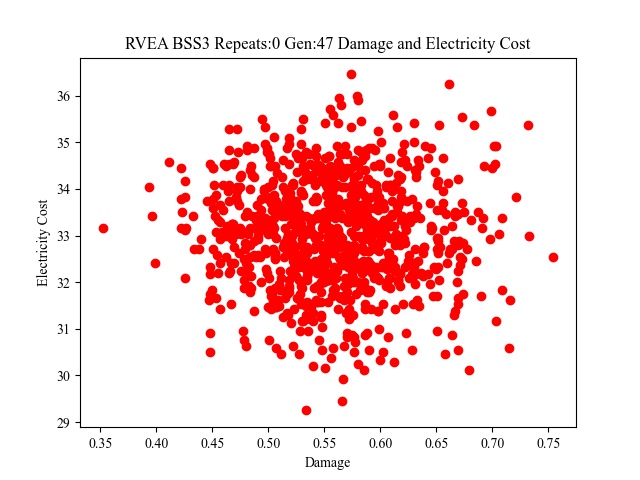 RVEA BSS3 Repeats:0 Gen:47 Damage and Electricity Cost
36
35
34
33
32
31
30
29
Electricity Cost
0.35 0.40 0.45 0.50 0.55 0.60 0.65 0.70 0.75
Damage